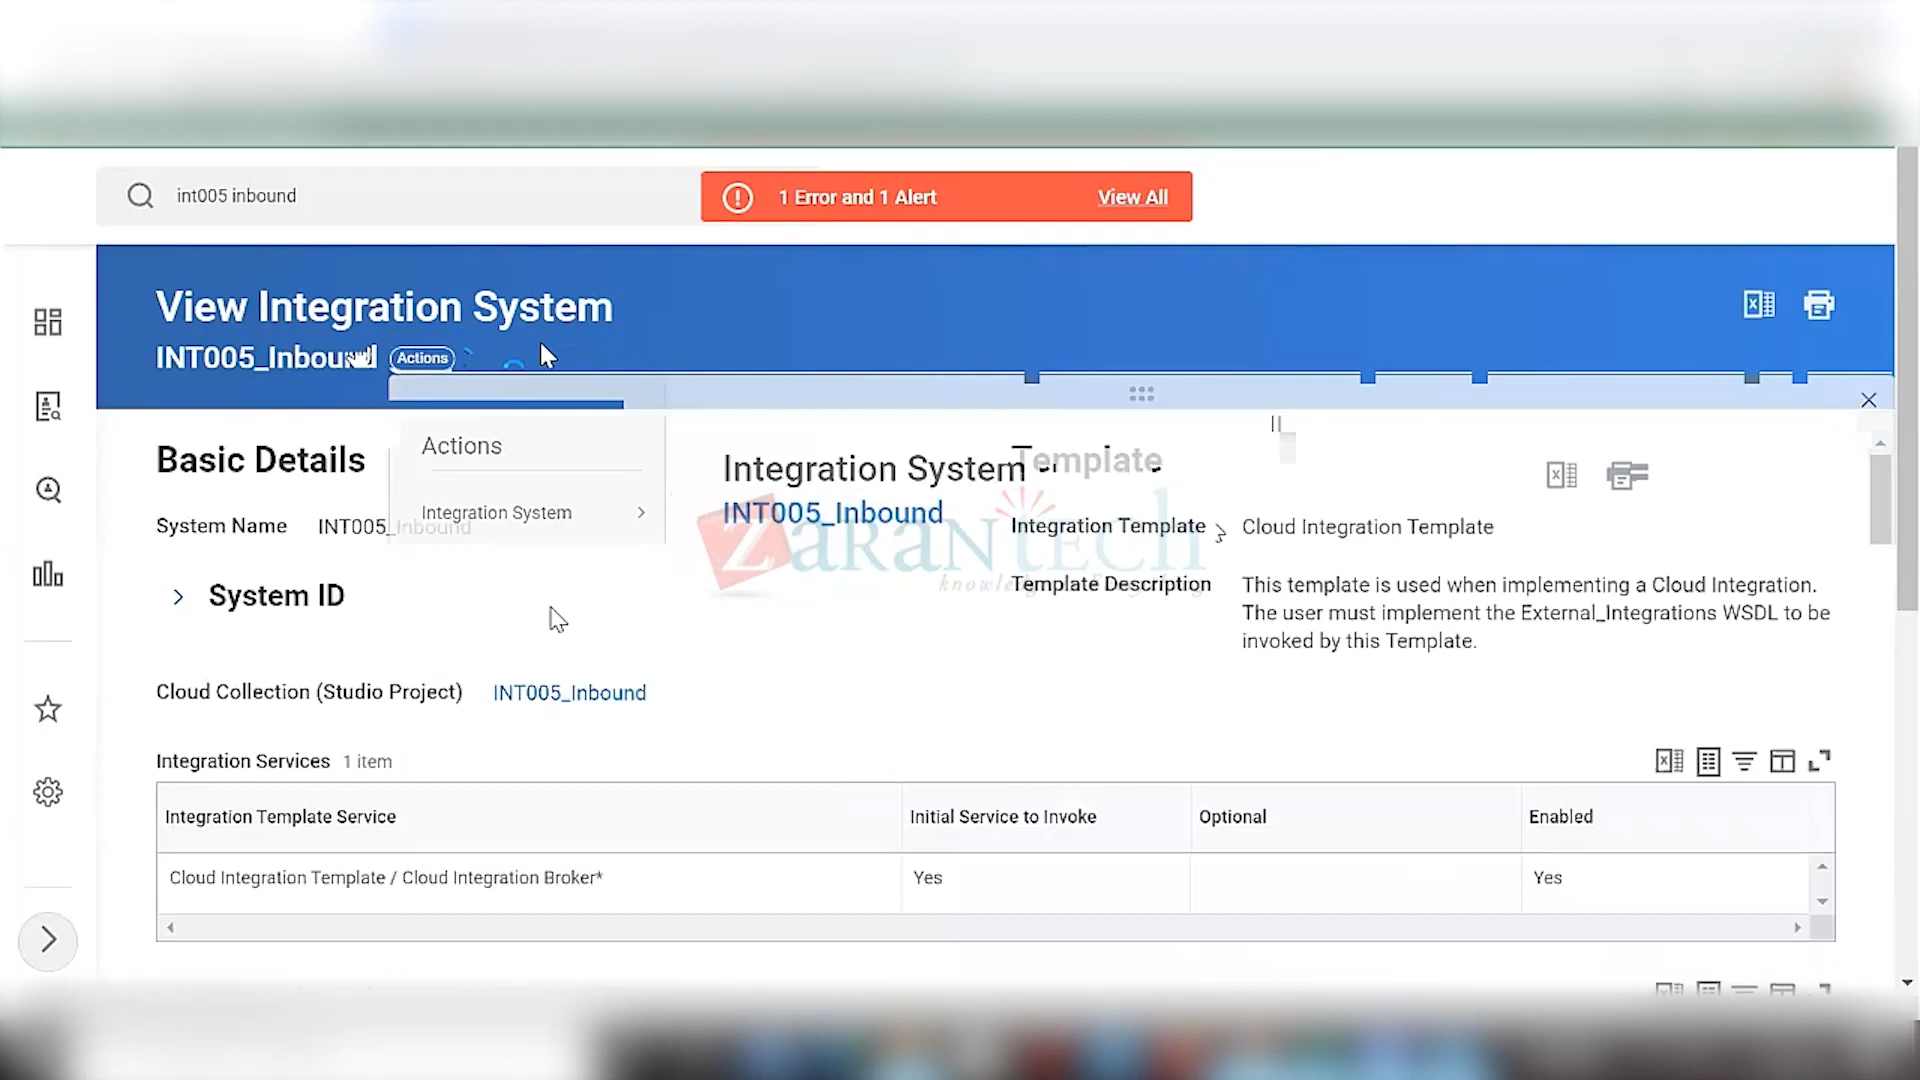 int005 inbound
1 Error and 1 Alert
View All
View Integration System
INT005_Inbound
Actions
Basic Details
Actions
Integration System
Template
System Name
INT005_Inbound
Integration System
INT005_Inbound
Integration Template
Cloud Integration Template
ZaranTech
Template Description
This template is used when implementing a Cloud Integration.
The user must implement the External_Integrations WSDL to be
invoked by this Template.
System ID
Cloud Collection (Studio Project)
INT005_Inbound
Integration Services 1 item
Integration Template Service
Initial Service to Invoke
Optional
Enabled
Cloud Integration Template / Cloud Integration Broker*
Yes
Yes